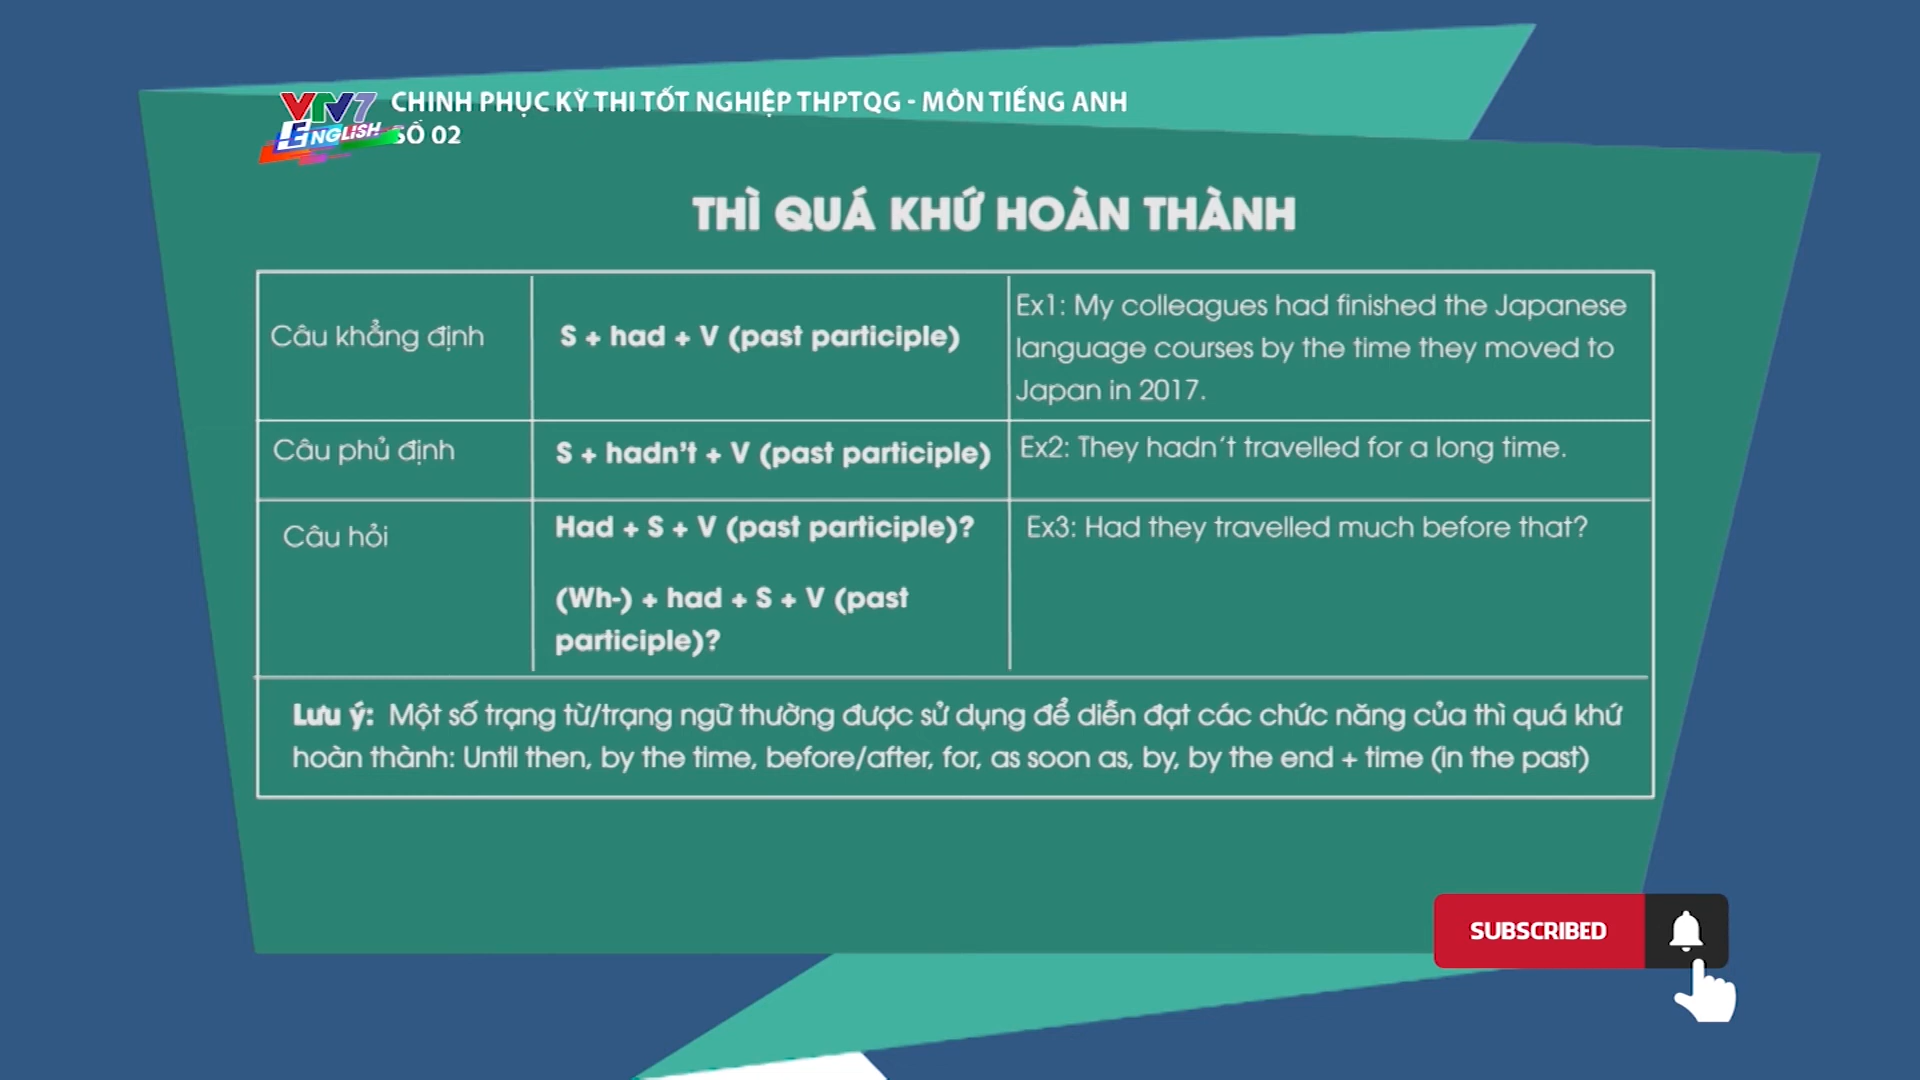 VTV7
ENGLISH
CHINH PHỤC KỲ THI TỐT NGHIỆP THPTQG - MÔN TIẾNG ANH
SỐ 02
THÌ QUÁ KHỨ HOÀN THÀNH
Câu khẳng định
S + had + V (past participle)
Ex1: My colleagues had finished the Japanese
language courses by the time they moved to
Japan in 2017.
Câu phủ định
S + hadn't + V (past participle)
Ex2: They hadn't travelled for a long time.
Câu hỏi
Had + S + V (past participle)?
(Wh-) + had + S + V (past
participle)?
Ex3: Had they travelled much before that?
Lưu ý: Một số trạng từ/trạng ngữ thường được sử dụng để diễn đạt các chức năng của thì quá khứ
hoàn thành: Until then, by the time, before/after, for, as soon as, by, by the end + time (in the past)
SUBSCRIBED